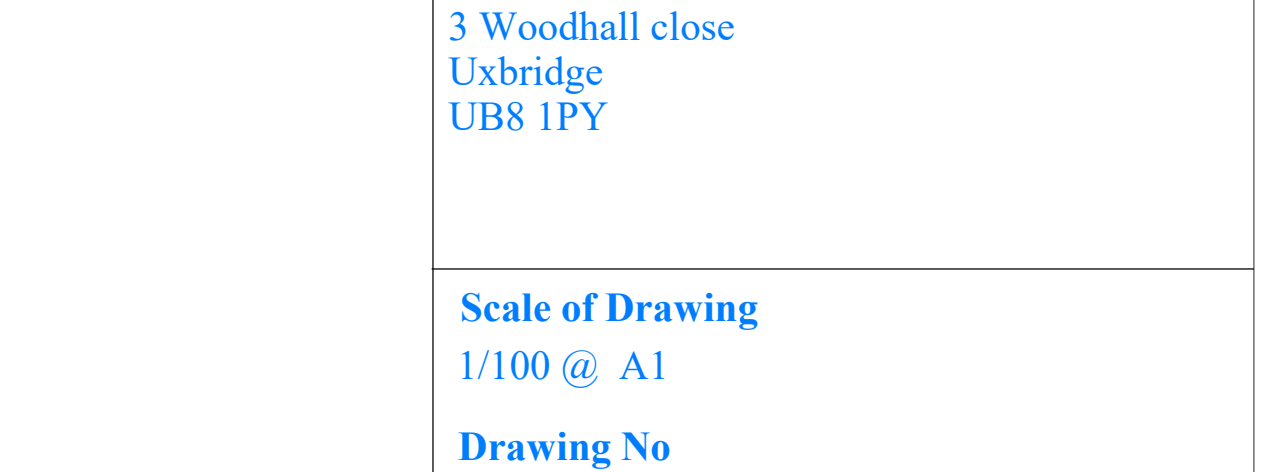 3 Woodhall close
Uxbridge
UB8 1PY
Scale of Drawing
1/100 @ A1
Drawing No